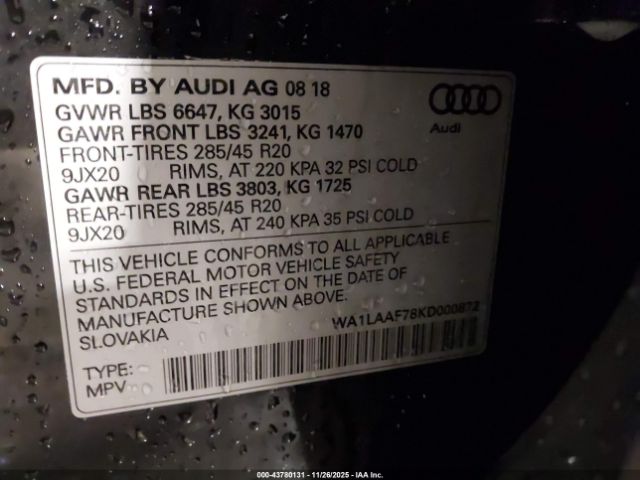 MFD. BY AUDI AG 08 18
GVWR LBS 6647, KG 3015
GAWR FRONT LBS 3241, KG 1470
FRONT-TIRES 285/45 R20
9JX20 RIMS, AT 220 KPA 32 PSI COLD
GAWR REAR LBS 3803, KG 1725
REAR-TIRES 285/45 R20
9JX20 RIMS, AT 240 KPA 35 PSI COLD
Audi
THIS VEHICLE CONFORMS TO ALL APPLICABLE
U.S. FEDERAL MOTOR VEHICLE SAFETY
STANDARDS IN EFFECT ON THE DATE OF
MANUFACTURE SHOWN ABOVE.
SLOVAKIA
WA1LAAF78KD000872
TYPE:
MPV
000-43780131 - 11/26/2025 - IAA Inc.